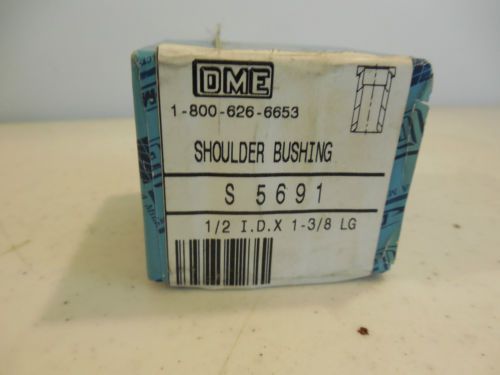 DME
1-800-626-6653
SHOULDER BUSHING
S 5691
1/2 I.D.X 1-3/8 LG